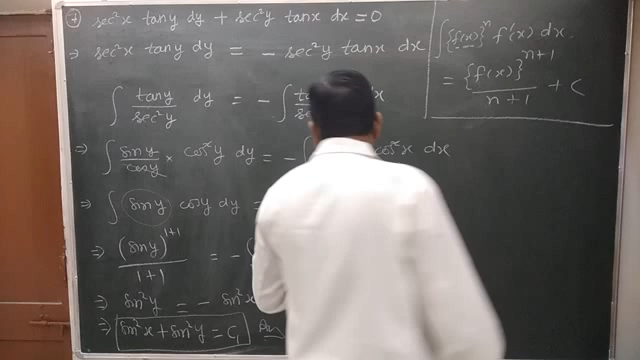 7) sec²x tany dy + sec²y tanx dx = 0
⇒ sec²x tany dy = - sec²y tanx dx
∫ tany/sec²y dy = - ∫
⇒ ∫ siny/cosy × cos²y dy = - ∫ cos²x dx
⇒ ∫ siny cosy dy =
⇒ (siny)¹⁺¹/1+1 = - (
⇒ sin²y = - sin²x
⇒ sin²x + sin²y = C₁
∫{f(x)}ⁿ f'(x) dx
= {f(x)}ⁿ⁺¹/n+1 + C